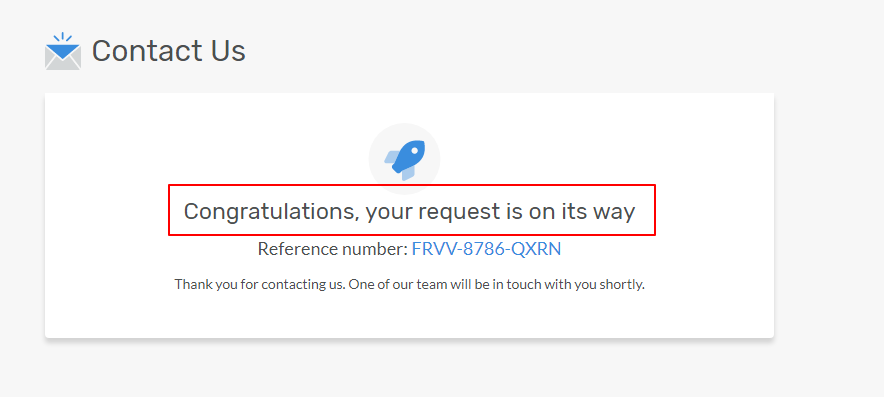 Contact Us
Congratulations, your request is on its way
Reference number: FRVV-8786-QXRN
Thank you for contacting us. One of our team will be in touch with you shortly.